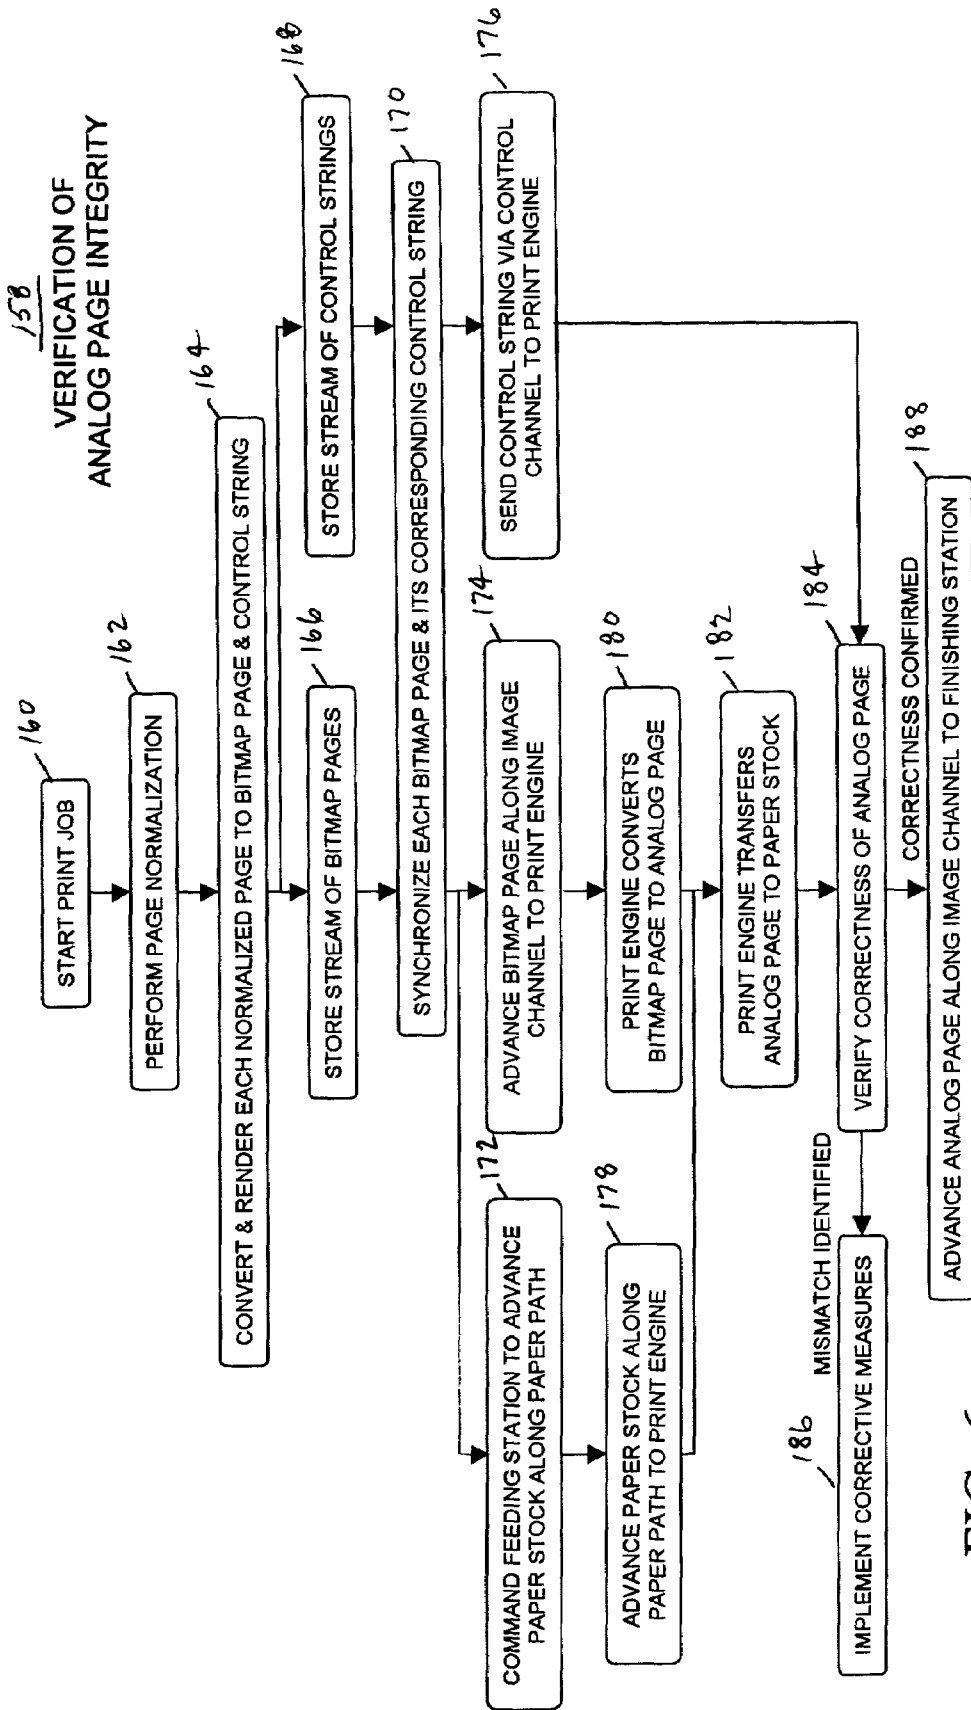 158
VERIFICATION OF
ANALOG PAGE INTEGRITY
START PRINT JOB
160
PERFORM PAGE NORMALIZATION
162
CONVERT & RENDER EACH NORMALIZED PAGE TO BITMAP PAGE & CONTROL STRING
164
STORE STREAM OF BITMAP PAGES
166
STORE STREAM OF CONTROL STRINGS
168
SYNCHRONIZE EACH BITMAP PAGE & ITS CORRESPONDING CONTROL STRING
170
COMMAND FEEDING STATION TO ADVANCE
PAPER STOCK ALONG PAPER PATH
172
ADVANCE BITMAP PAGE ALONG IMAGE
CHANNEL TO PRINT ENGINE
174
SEND CONTROL STRING VIA CONTROL
CHANNEL TO PRINT ENGINE
176
ADVANCE PAPER STOCK ALONG
PAPER PATH TO PRINT ENGINE
178
PRINT ENGINE CONVERTS
BITMAP PAGE TO ANALOG PAGE
180
PRINT ENGINE TRANSFERS
ANALOG PAGE TO PAPER STOCK
182
VERIFY CORRECTNESS OF ANALOG PAGE
184
MISMATCH IDENTIFIED
IMPLEMENT CORRECTIVE MEASURES
186
CORRECTNESS CONFIRMED
ADVANCE ANALOG PAGE ALONG IMAGE CHANNEL TO FINISHING STATION
188